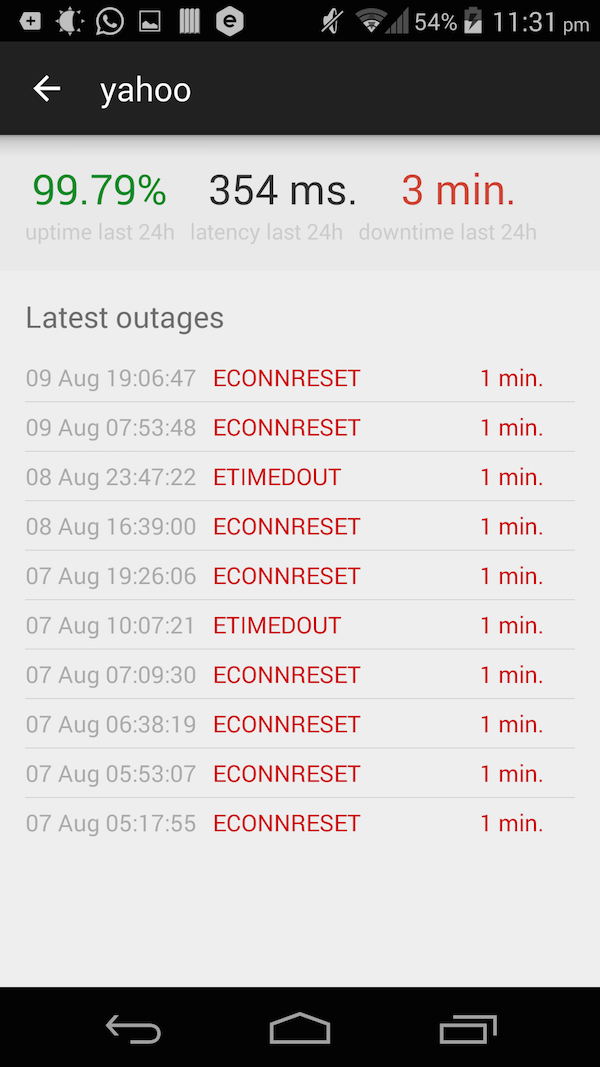 54% 11:31 pm
yahoo
99.79% 354 ms. 3 min.
uptime last 24h latency last 24h downtime last 24h
Latest outages
09 Aug 19:06:47 ECONNRESET 1 min.
09 Aug 07:53:48 ECONNRESET 1 min.
08 Aug 23:47:22 ETIMEDOUT 1 min.
08 Aug 16:39:00 ECONNRESET 1 min.
07 Aug 19:26:06 ECONNRESET 1 min.
07 Aug 10:07:21 ETIMEDOUT 1 min.
07 Aug 07:09:30 ECONNRESET 1 min.
07 Aug 06:38:19 ECONNRESET 1 min.
07 Aug 05:53:07 ECONNRESET 1 min.
07 Aug 05:17:55 ECONNRESET 1 min.